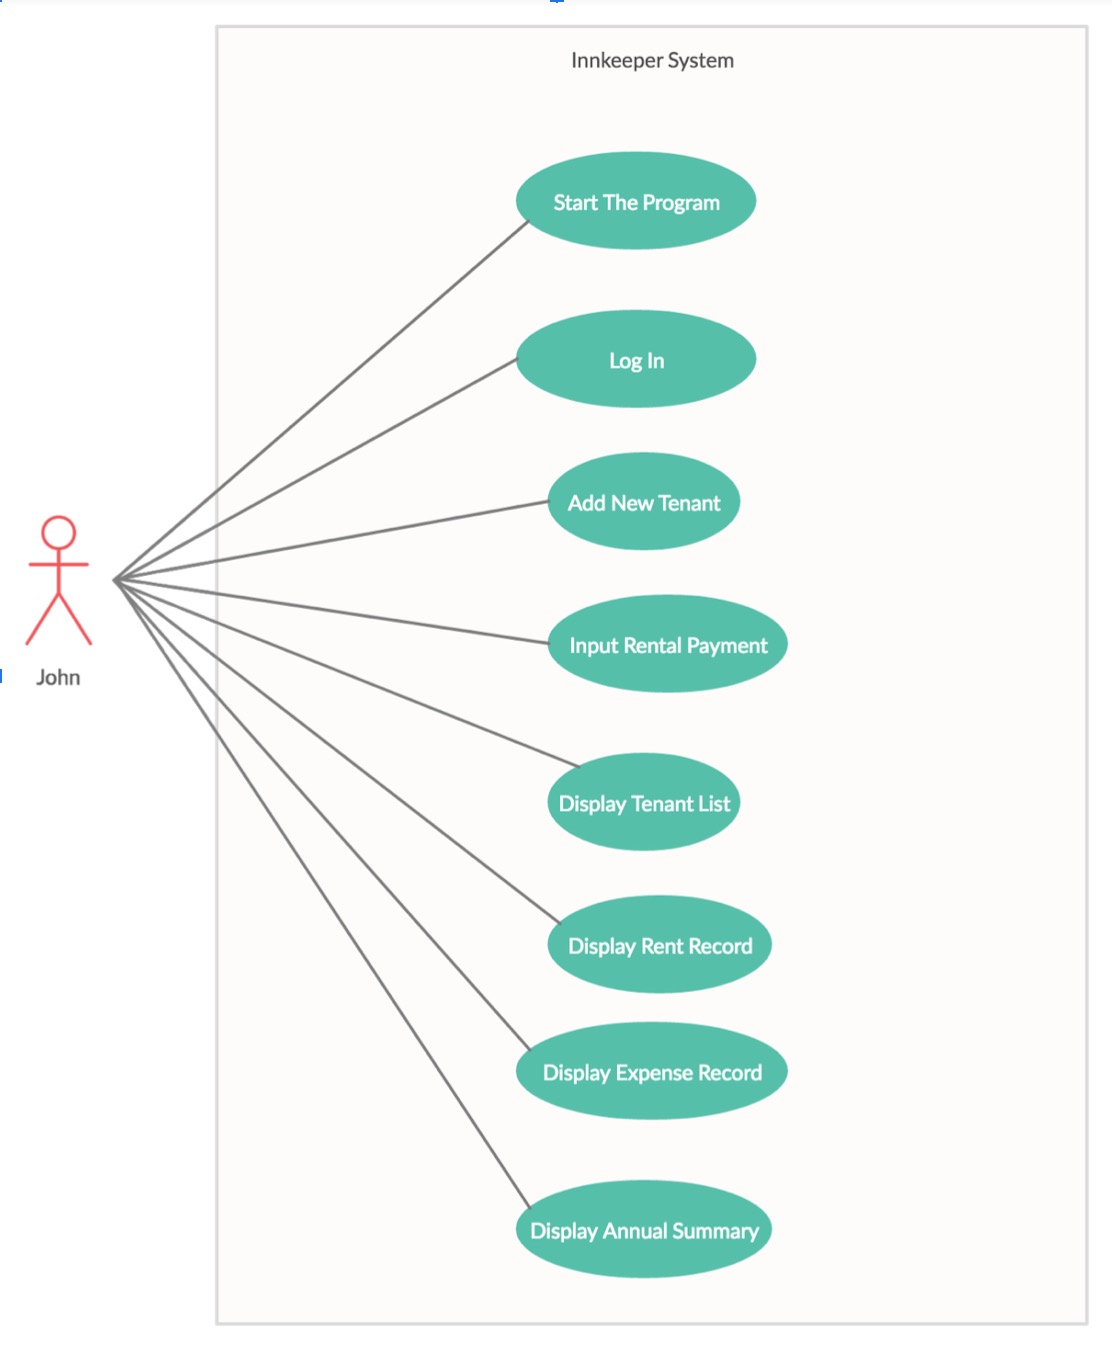 Innkeeper System
Start The Program
Log In
Add New Tenant
Input Rental Payment
John
Display Tenant List
Display Rent Record
Display Expense Record
Display Annual Summary